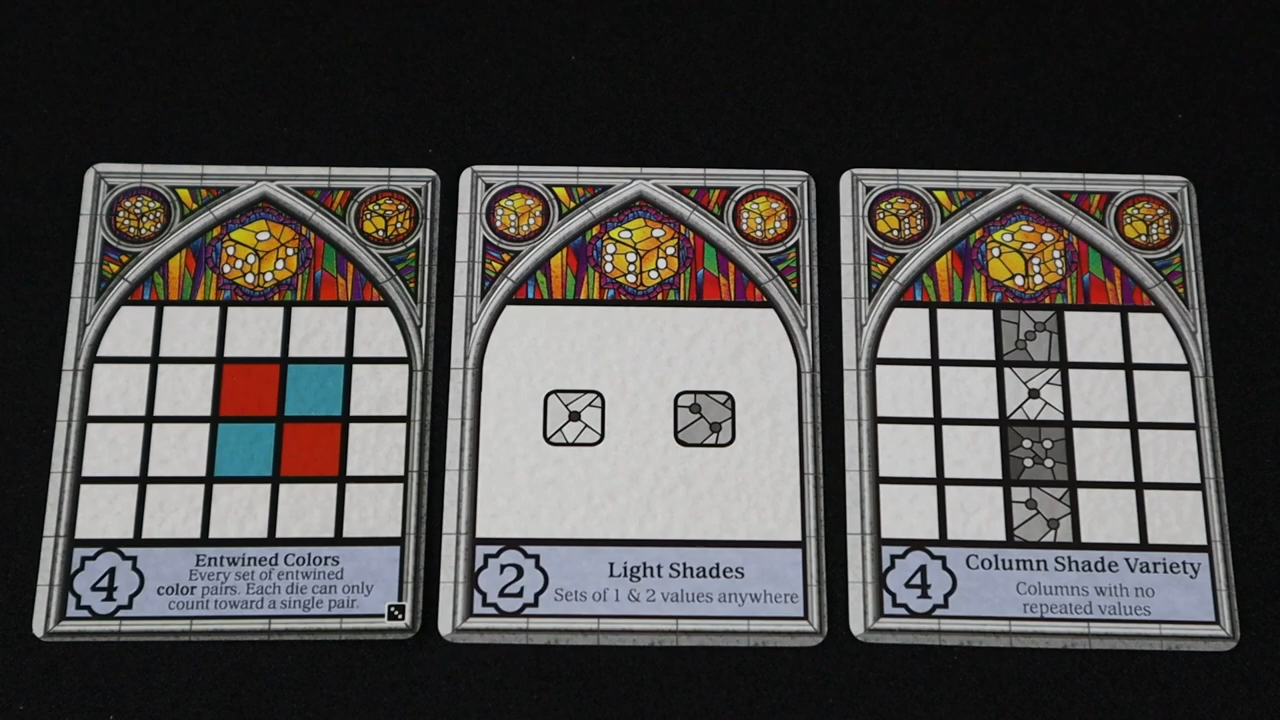 4
Entwined Colors
Every set of entwined
color pairs. Each die can only
count toward a single pair.
2
Light Shades
Sets of 1 & 2 values anywhere
4
Column Shade Variety
Columns with no
repeated values